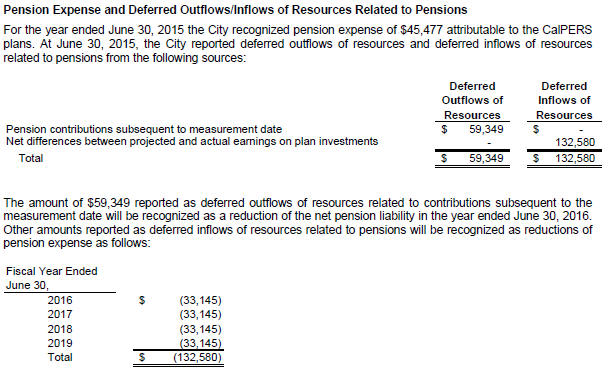 Pension Expense and Deferred Outflows/Inflows of Resources Related to Pensions
For the year ended June 30, 2015 the City recognized pension expense of $45,477 attributable to the CalPERS
plans. At June 30, 2015, the City reported deferred outflows of resources and deferred inflows of resources
related to pensions from the following sources:
Deferred Deferred
Outflows of Inflows of
Resources Resources
Pension contributions subsequent to measurement date $ 59,349 $ -
Net differences between projected and actual earnings on plan investments - 132,580
Total $ 59,349 $ 132,580
The amount of $59,349 reported as deferred outflows of resources related to contributions subsequent to the
measurement date will be recognized as a reduction of the net pension liability in the year ended June 30, 2016.
Other amounts reported as deferred inflows of resources related to pensions will be recognized as reductions of
pension expense as follows:
Fiscal Year Ended
June 30,
2016 $ (33,145)
2017 (33,145)
2018 (33,145)
2019 (33,145)
Total $ (132,580)